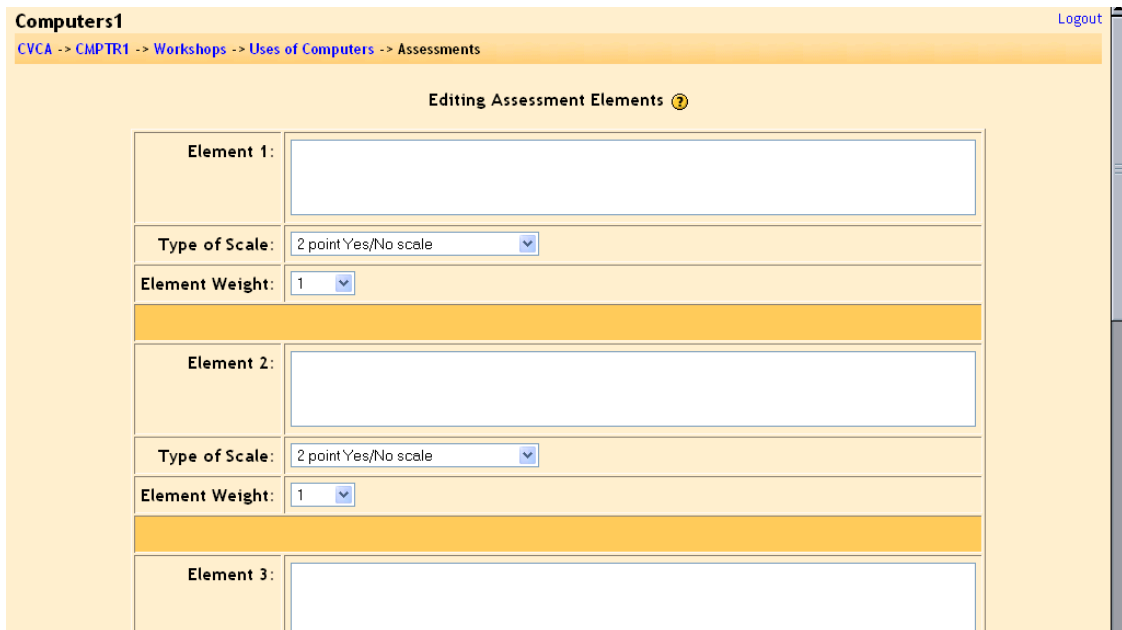 Computers1 Logout
CVCA -> CMPTR1 -> Workshops -> Uses of Computers -> Assessments
Editing Assessment Elements ?
Element 1:
Type of Scale: 2 point Yes/No scale
Element Weight: 1
Element 2:
Type of Scale: 2 point Yes/No scale
Element Weight: 1
Element 3: